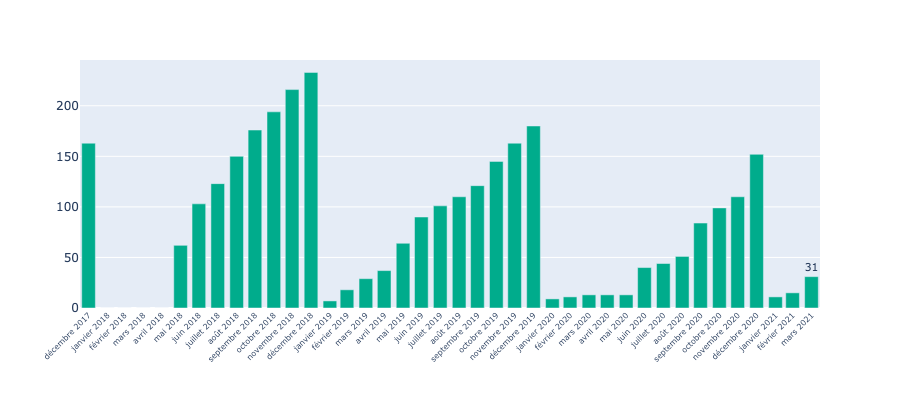 200
150
100
50
0
31
décembre 2017
janvier 2018
février 2018
mars 2018
avril 2018
mai 2018
juin 2018
juillet 2018
août 2018
septembre 2018
octobre 2018
novembre 2018
décembre 2018
janvier 2019
février 2019
mars 2019
avril 2019
mai 2019
juin 2019
juillet 2019
août 2019
septembre 2019
octobre 2019
novembre 2019
décembre 2019
janvier 2020
février 2020
mars 2020
avril 2020
mai 2020
juin 2020
juillet 2020
août 2020
septembre 2020
octobre 2020
novembre 2020
décembre 2020
janvier 2021
février 2021
mars 2021